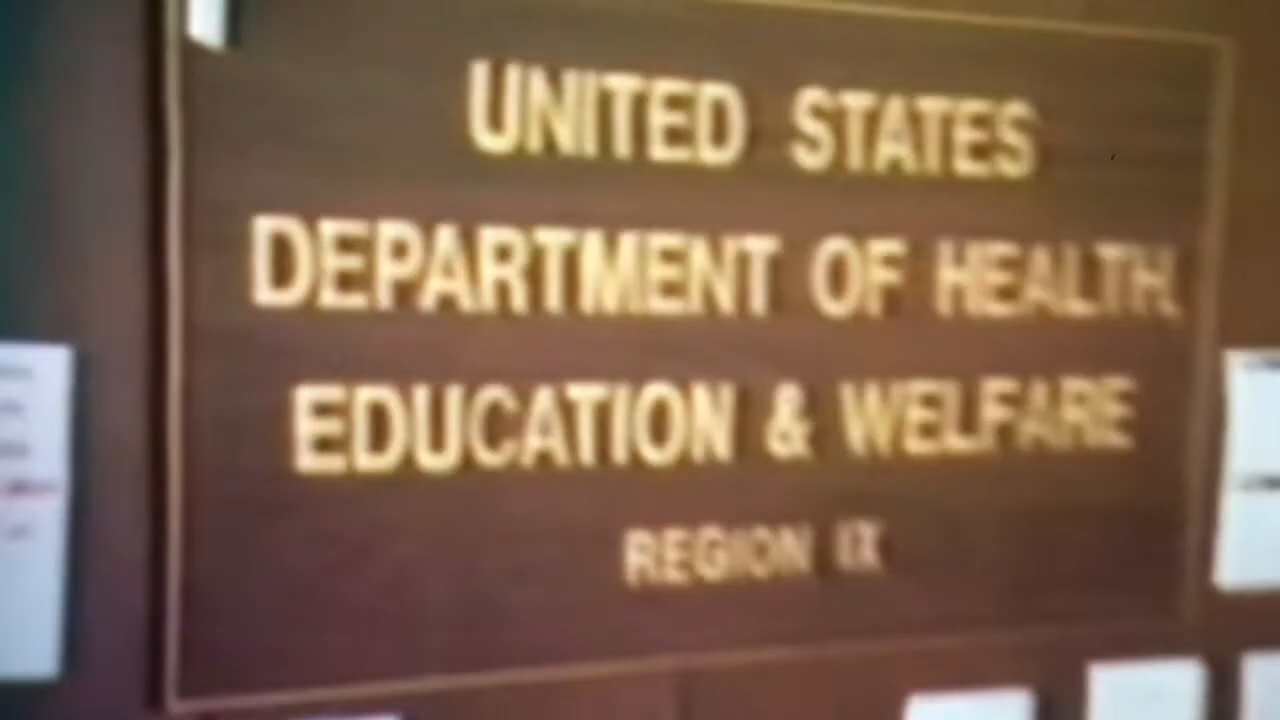 UNITED STATES
DEPARTMENT OF HEALTH,
EDUCATION & WELFARE
REGION IX